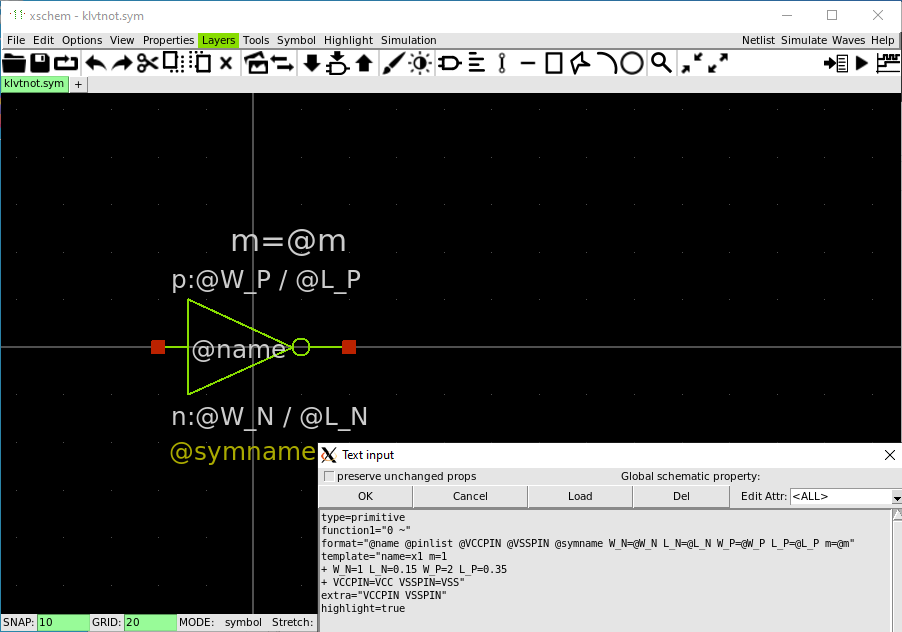 xschem - klvtnot.sym
File Edit Options View Properties Layers Tools Symbol Highlight Simulation Netlist Simulate Waves Help
klvtnot.sym +
m=@m
p:@W_P / @L_P
@name
n:@W_N / @L_N
@symname
Text input
preserve unchanged props Global schematic property:
OK Cancel Load Del Edit Attr: <ALL>
type=primitive
function1="0 ~"
format="@name @pinlist @VCCPIN @VSSPIN @symname W_N=@W_N L_N=@L_N W_P=@W_P L_P=@L_P m=@m"
template="name=x1 m=1
+ W_N=1 L_N=0.15 W_P=2 L_P=0.35
+ VCCPIN=VCC VSSPIN=VSS"
extra="VCCPIN VSSPIN"
highlight=true
SNAP: 10 GRID: 20 MODE: symbol Stretch: